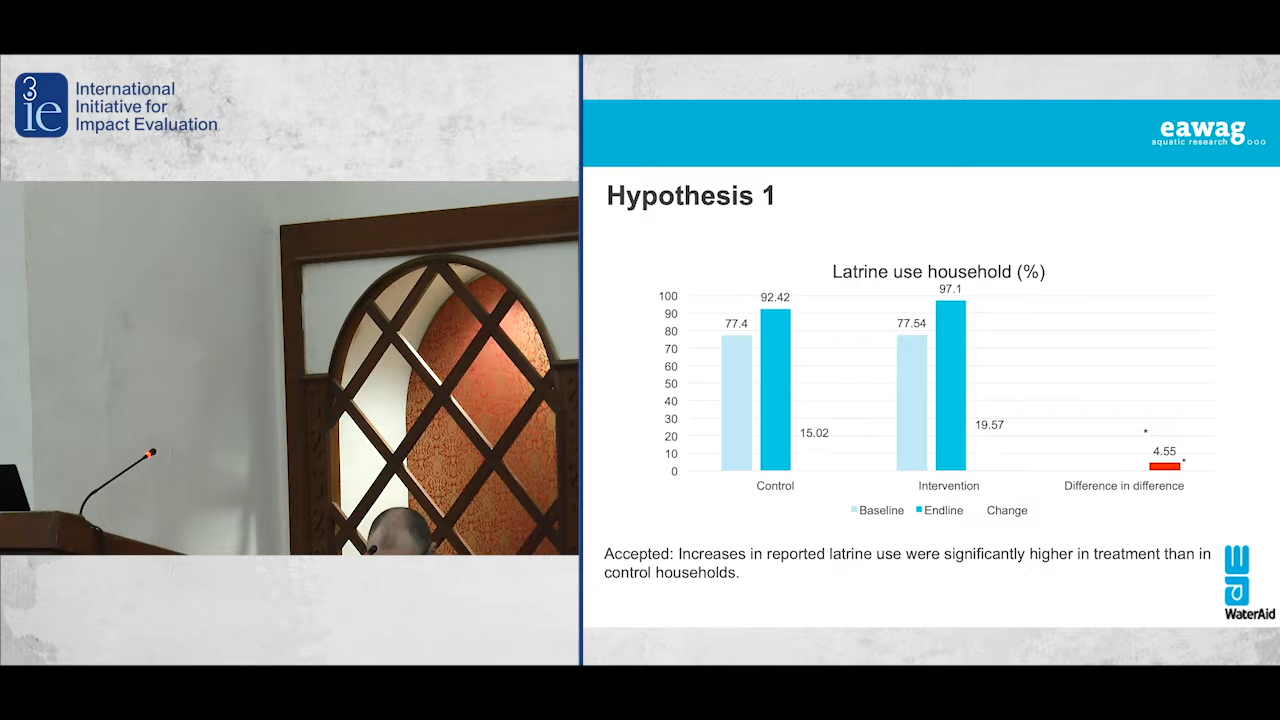 3ie
International
Initiative for
Impact Evaluation
eawag
aquatic research
Hypothesis 1
Latrine use household (%)
100
90
80
70
60
50
40
30
20
10
0
77.4
92.42
15.02
77.54
97.1
19.57
*
4.55
*
Control
Intervention
Difference in difference
Baseline
Endline
Change
Accepted: Increases in reported latrine use were significantly higher in treatment than in
control households.
WaterAid